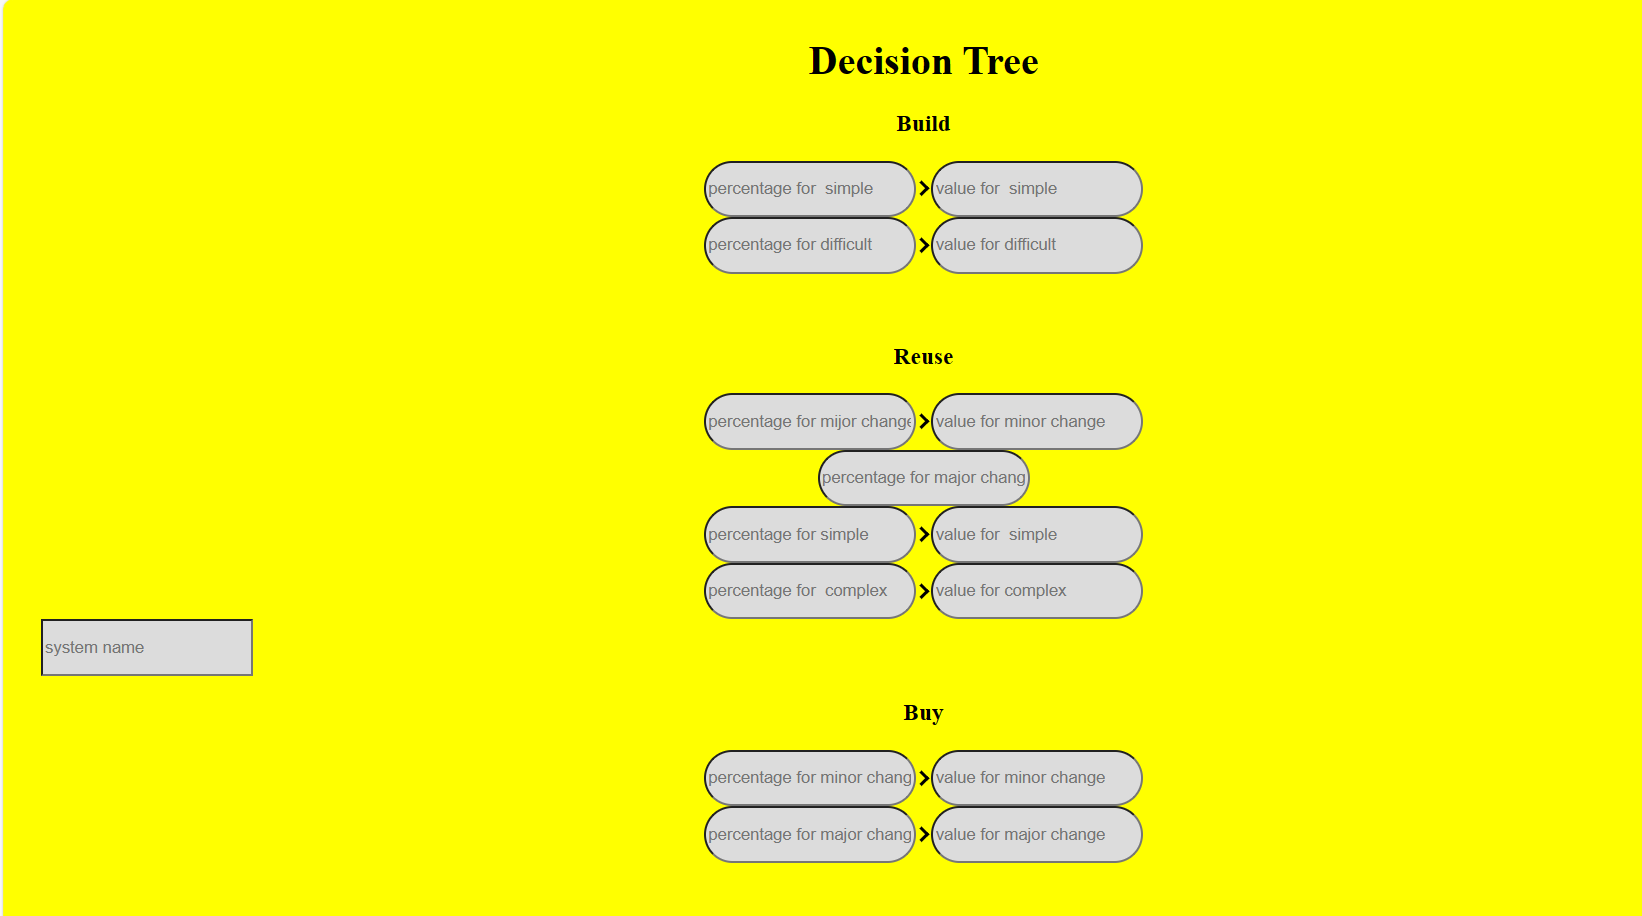 Decision Tree
Build
percentage for  simple > value for  simple
percentage for difficult > value for difficult
Reuse
percentage for mijor change > value for minor change
percentage for major chang
percentage for simple > value for  simple
percentage for  complex > value for complex
system name
Buy
percentage for minor chang > value for minor change
percentage for major chang > value for major change